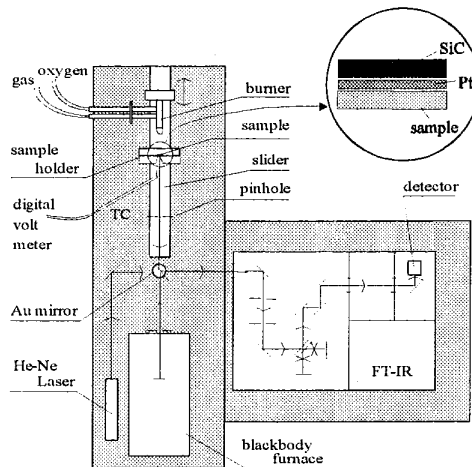 gas
oxygen
burner
sample
sample
holder
slider
TC
pinhole
digital
volt
meter
Au mirror
He-Ne
Laser
blackbody
furnace
detector
FT-IR
SiC
Pt
sample